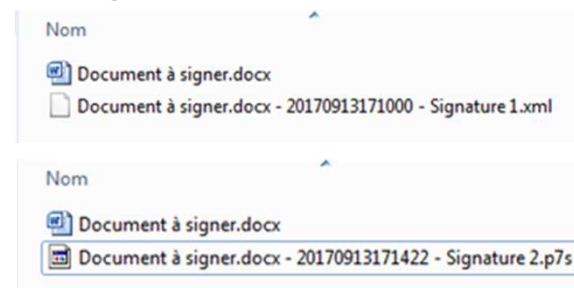 Nom
Document à signer.docx
Document à signer.docx - 20170913171000 - Signature 1.xml
Nom
Document à signer.docx
Document à signer.docx - 20170913171422 - Signature 2.p7s